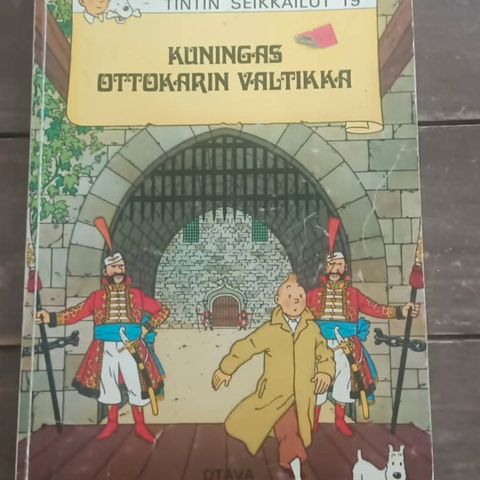 TINTIN SEIKKAILUT 19
KUNINGAS
OTTOKARIN VALTIKKA
OTAVA